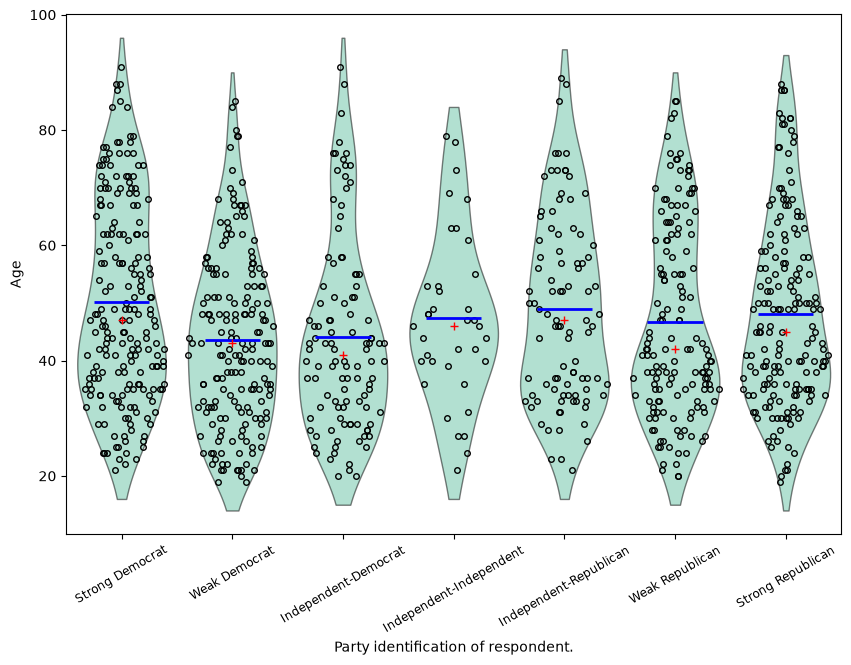 100
80
60
40
20
Age
Strong Democrat
Weak Democrat
Independent-Democrat
Independent-Independent
Independent-Republican
Weak Republican
Strong Republican
Party identification of respondent.